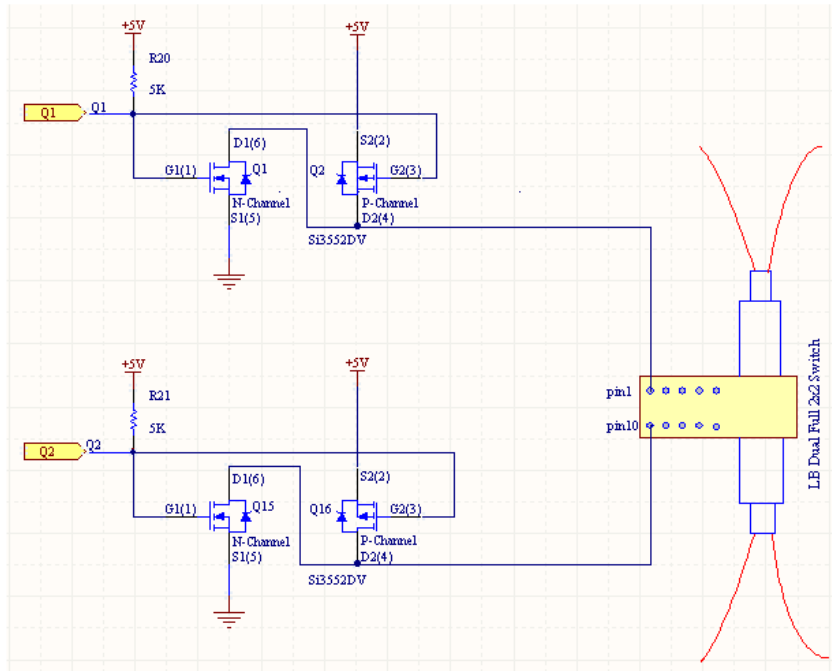 +5V
+5V
R20
5K
Q1
Q1
D1(6)
S2(2)
G1(1)
Q1
Q2
G2(3)
N-Channel
P-Channel
S1(5)
D2(4)
Si3552DV
+5V
+5V
R21
5K
Q2
Q2
D1(6)
S2(2)
G1(1)
Q15
Q16
G2(3)
N-Channel
P-Channel
S1(5)
D2(4)
Si3552DV
pin1
pin10
LB Dual Full 2x2 Switch